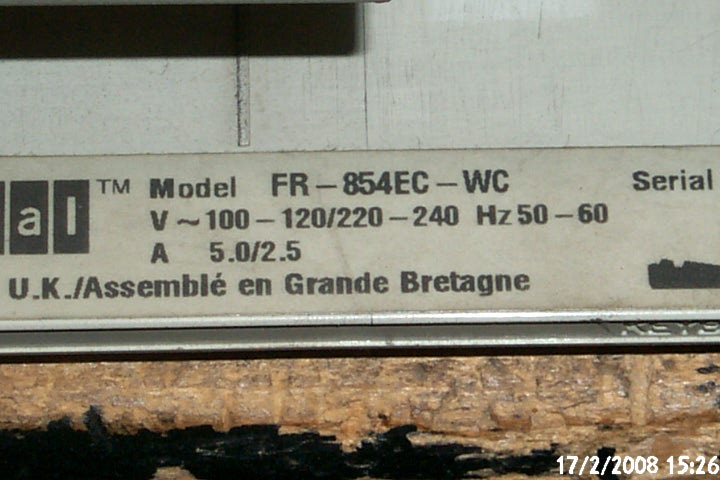 al™ Model FR-854EC-WC Serial
V~100-120/220-240 Hz 50-60
A 5.0/2.5
U.K./Assemblé en Grande Bretagne
17/2/2008 15:26